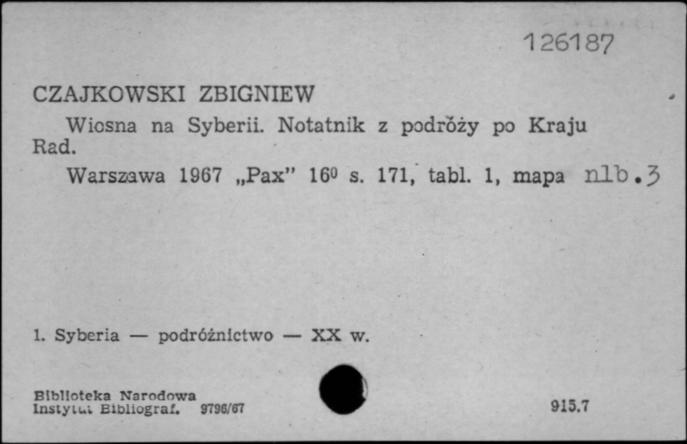 126187
CZAJKOWSKI ZBIGNIEW
Wiosna na Syberii. Notatnik z podróży po Kraju
Rad.
Warszawa 1967 „Pax” 16⁰ s. 171, tabl. 1, mapa nlb.3
1. Syberia — podróżnictwo — XX w.
Biblioteka Narodowa
Instytut Bibliograf. 9796/67
915.7